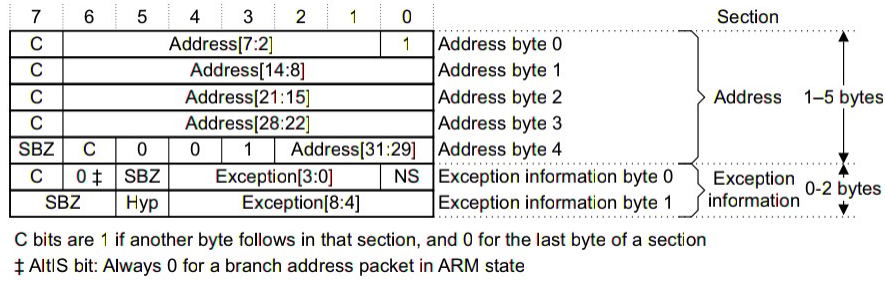 7 6 5 4 3 2 1 0 Section
C Address[7:2] 1 Address byte 0
C Address[14:8] Address byte 1
C Address[21:15] Address byte 2 Address 1–5 bytes
C Address[28:22] Address byte 3
SBZ C 0 0 1 Address[31:29] Address byte 4
C 0 ‡ SBZ Exception[3:0] NS Exception information byte 0 Exception information 0-2 bytes
SBZ Hyp Exception[8:4] Exception information byte 1
C bits are 1 if another byte follows in that section, and 0 for the last byte of a section
‡ AltIS bit: Always 0 for a branch address packet in ARM state